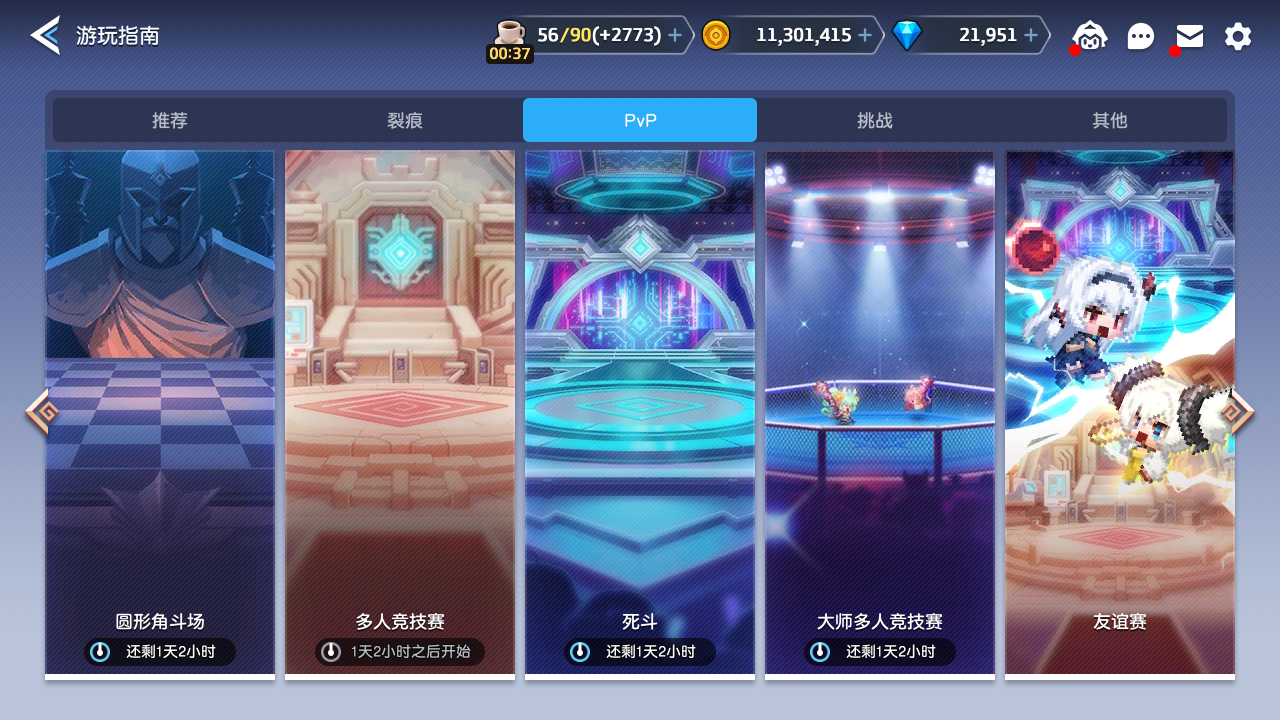 游玩指南
56/90(+2773)
00:37
11,301,415
21,951
推荐
裂痕
PvP
挑战
其他
圆形角斗场
还剩1天2小时
多人竞技赛
1天2小时之后开始
死斗
还剩1天2小时
大师多人竞技赛
还剩1天2小时
友谊赛